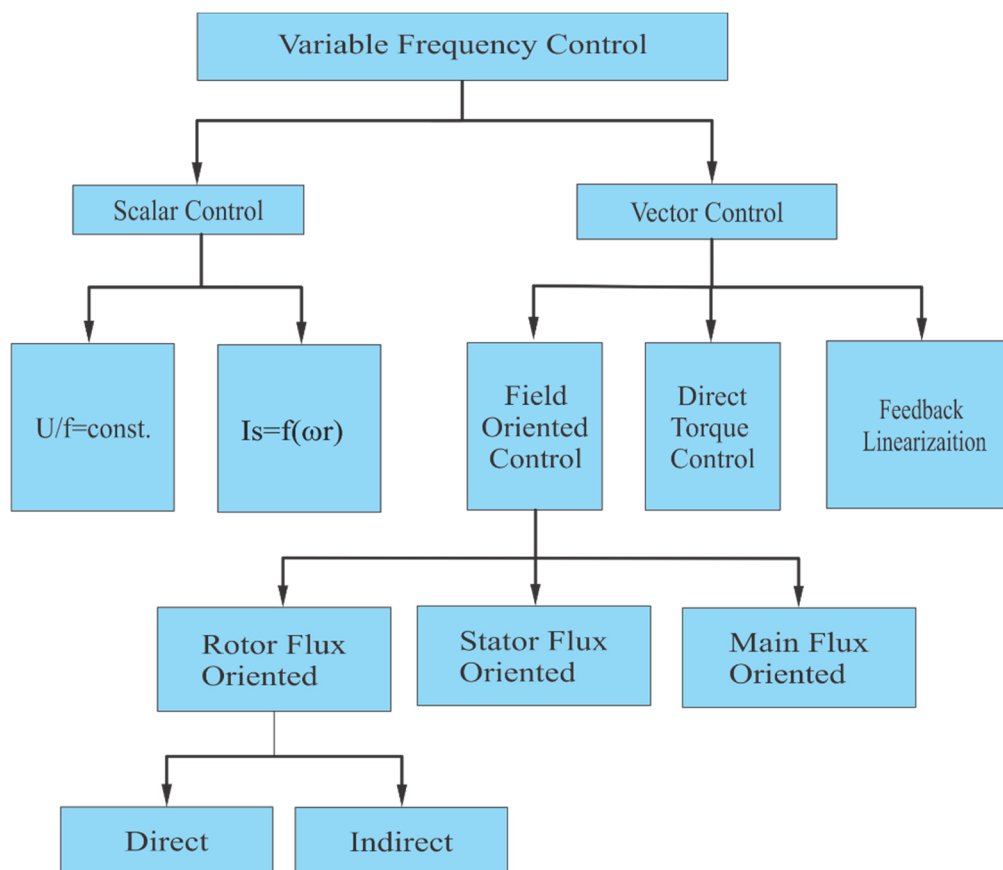 Variable Frequency Control
Scalar Control
Vector Control
U/f=const.
Is=f(ωr)
Field
Oriented
Control
Direct
Torque
Control
Feedback
Linearizaition
Rotor Flux
Oriented
Stator Flux
Oriented
Main Flux
Oriented
Direct
Indirect